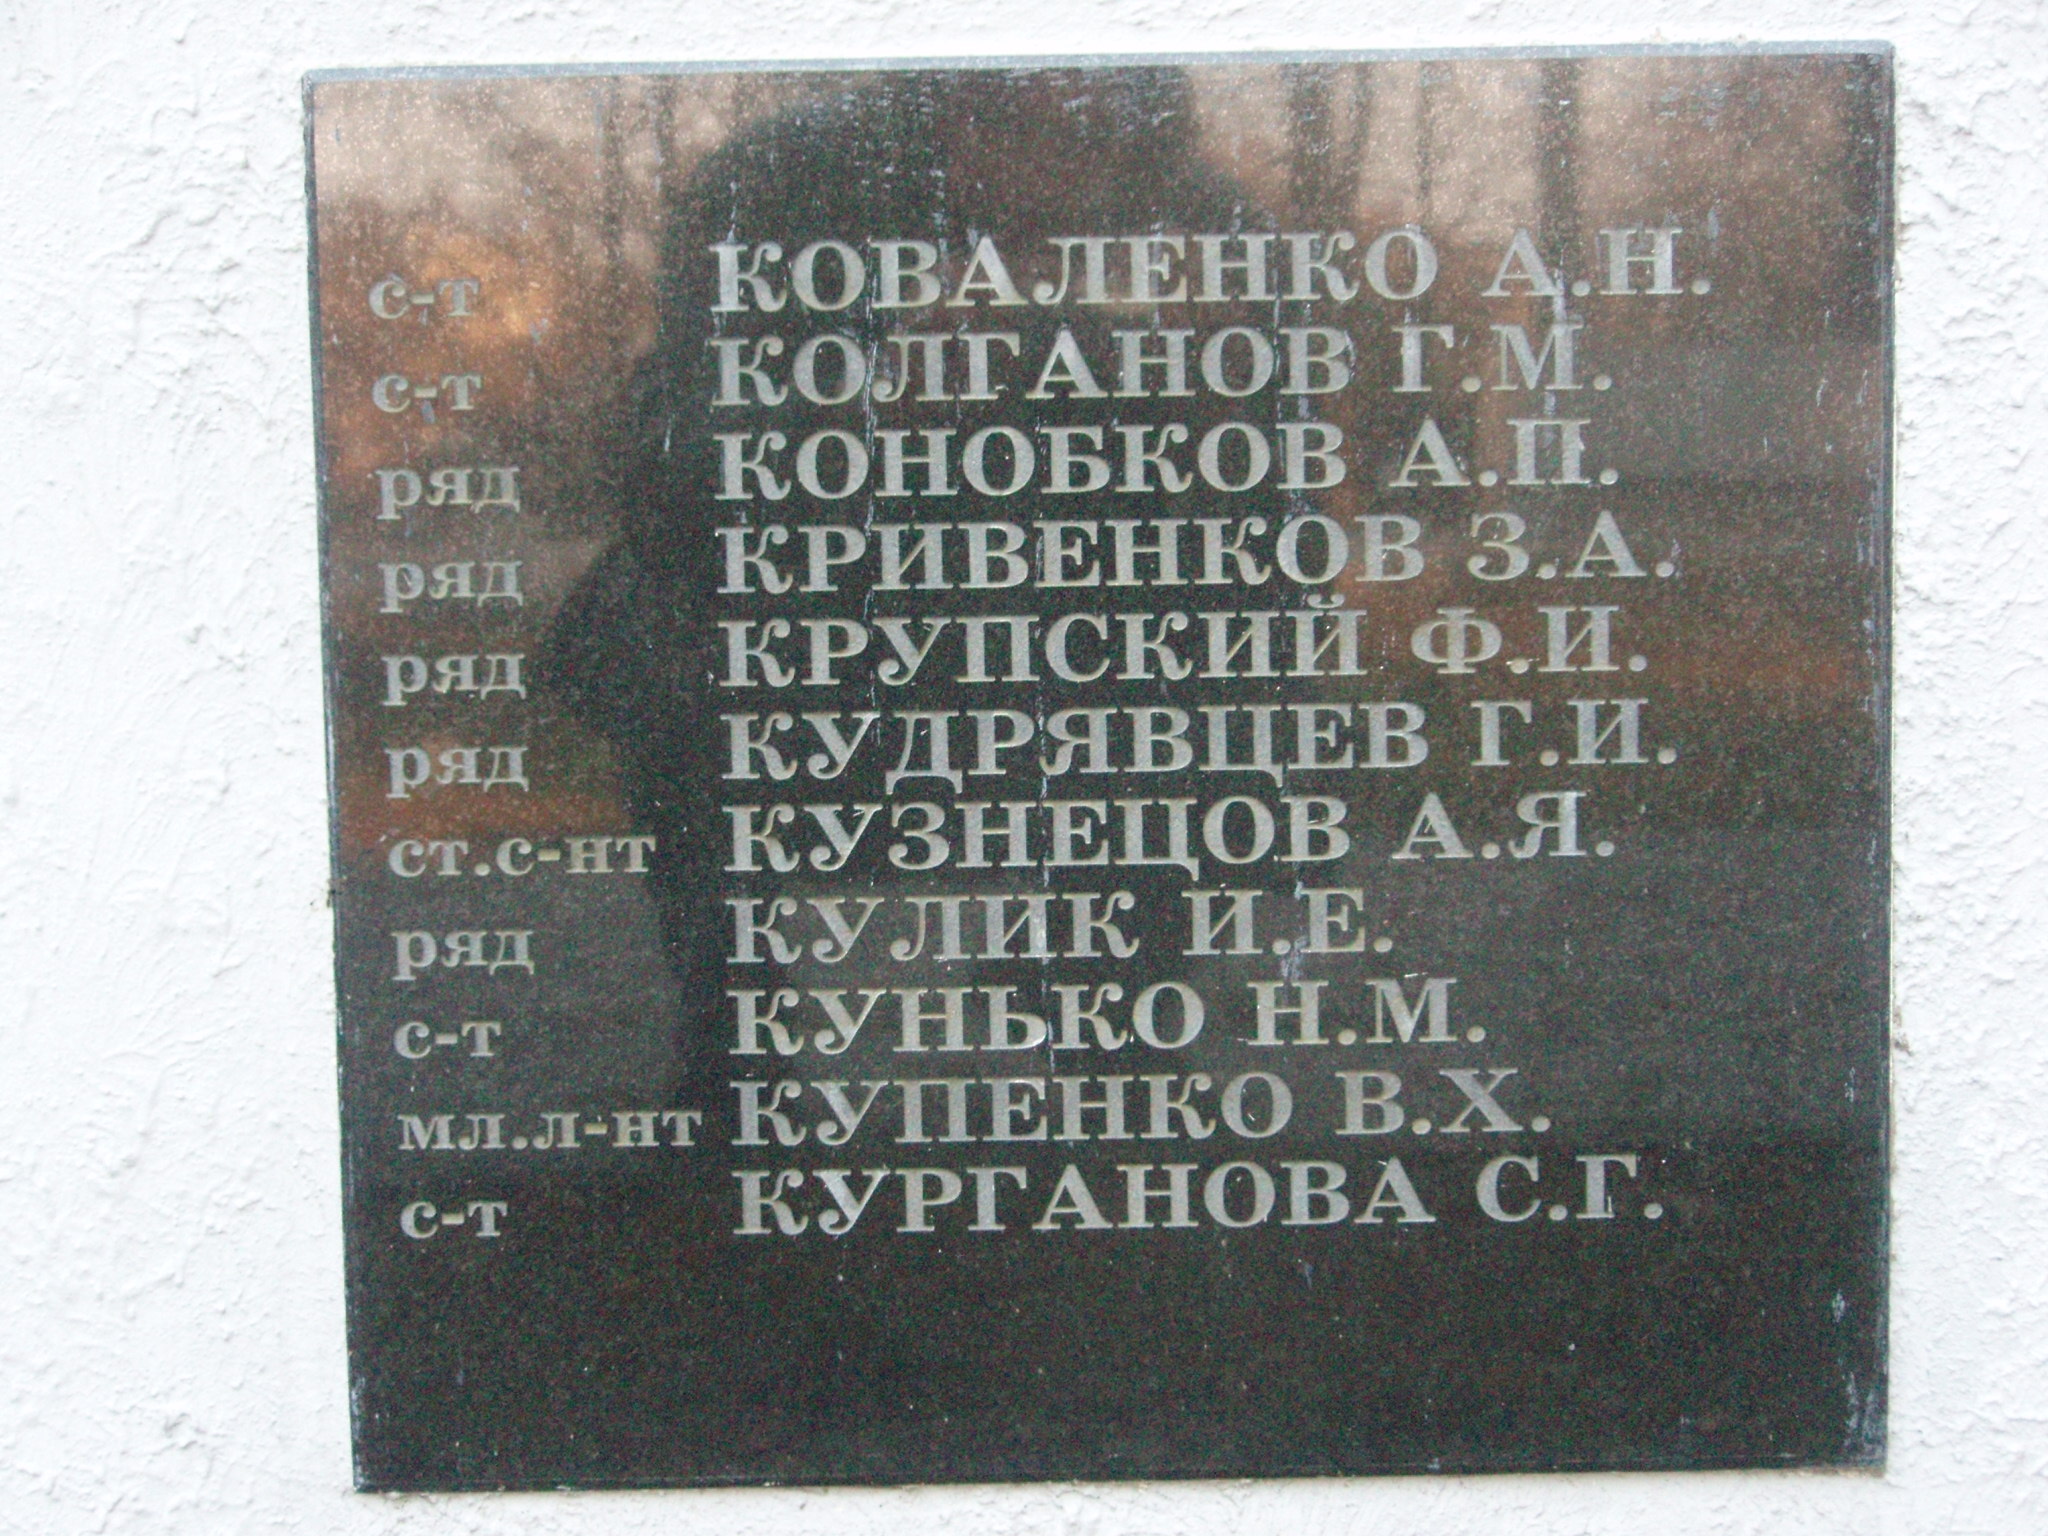 с-т КОВАЛЕНКО А.Н.
с-т КОЛГАНОВ Г.М.
ряд КОНОБКОВ А.П.
ряд КРИВЕНКОВ З.А.
ряд КРУПСКИЙ Ф.И.
ряд КУДРЯВЦЕВ Г.И.
ст.с-нт КУЗНЕЦОВ А.Я.
ряд КУЛИК И.Е.
с-т КУНЬКО Н.М.
мл.л-нт КУПЕНКО В.Х.
с-т КУРГАНОВА С.Г.